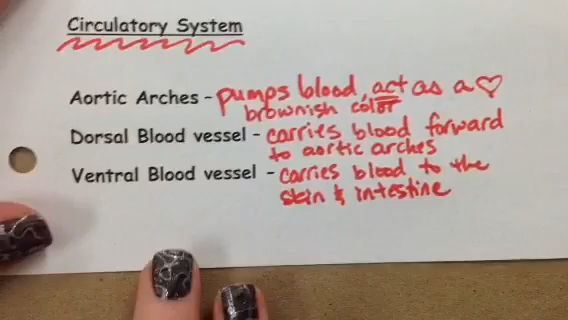 Circulatory System
Aortic Arches - pumps blood, act as a ♡
brownish color
Dorsal Blood vessel - carries blood forward
to aortic arches
Ventral Blood vessel - carries blood to the
skin & intestine